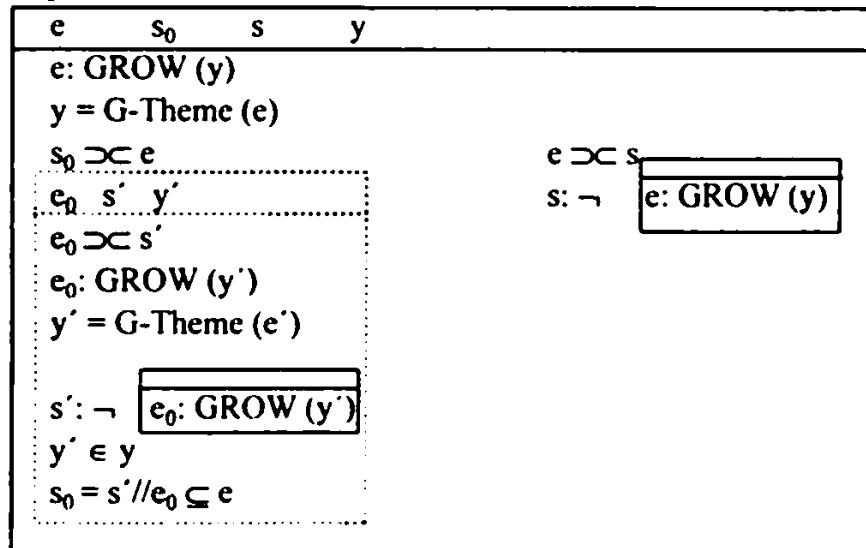 e s₀ s y
e: GROW (y)
y = G-Theme (e)
s₀ ⊃⊂ e e ⊃⊂ s
e₀ s´ y´ s: ¬ e: GROW (y)
e₀ ⊃⊂ s´
e₀: GROW (y´)
y´ = G-Theme (e´)
s´: ¬ e₀: GROW (y´)
y´ ∈ y
s₀ = s´//e₀ ⊆ e